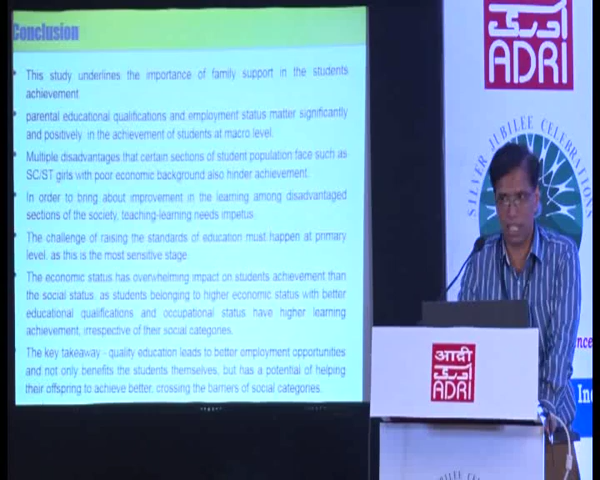 Conclusion
• This study underlines the importance of family support in the students
achievement
• parental educational qualifications and employment status matter significantly
and positively in the achievement of students at macro level.
• Multiple disadvantages that certain sections of student population face such as
SC/ST girls with poor economic background also hinder achievement.
• In order to bring about improvement in the learning among disadvantaged
sections of the society, teaching-learning needs impetus.
• The challenge of raising the standards of education must happen at primary
level, as this is the most sensitive stage.
• The economic status has overwhelming impact on students achievement than
the social status, as students belonging to higher economic status with better
educational qualifications and occupational status have higher learning
achievement, irrespective of their social categories.
• The key takeaway - quality education leads to better employment opportunities
and not only benefits the students themselves, but has a potential of helping
their offspring to achieve better, crossing the barriers of social categories.
ADRI
SILVER JUBILEE CELEBRATIONS
आद्री
ADRI